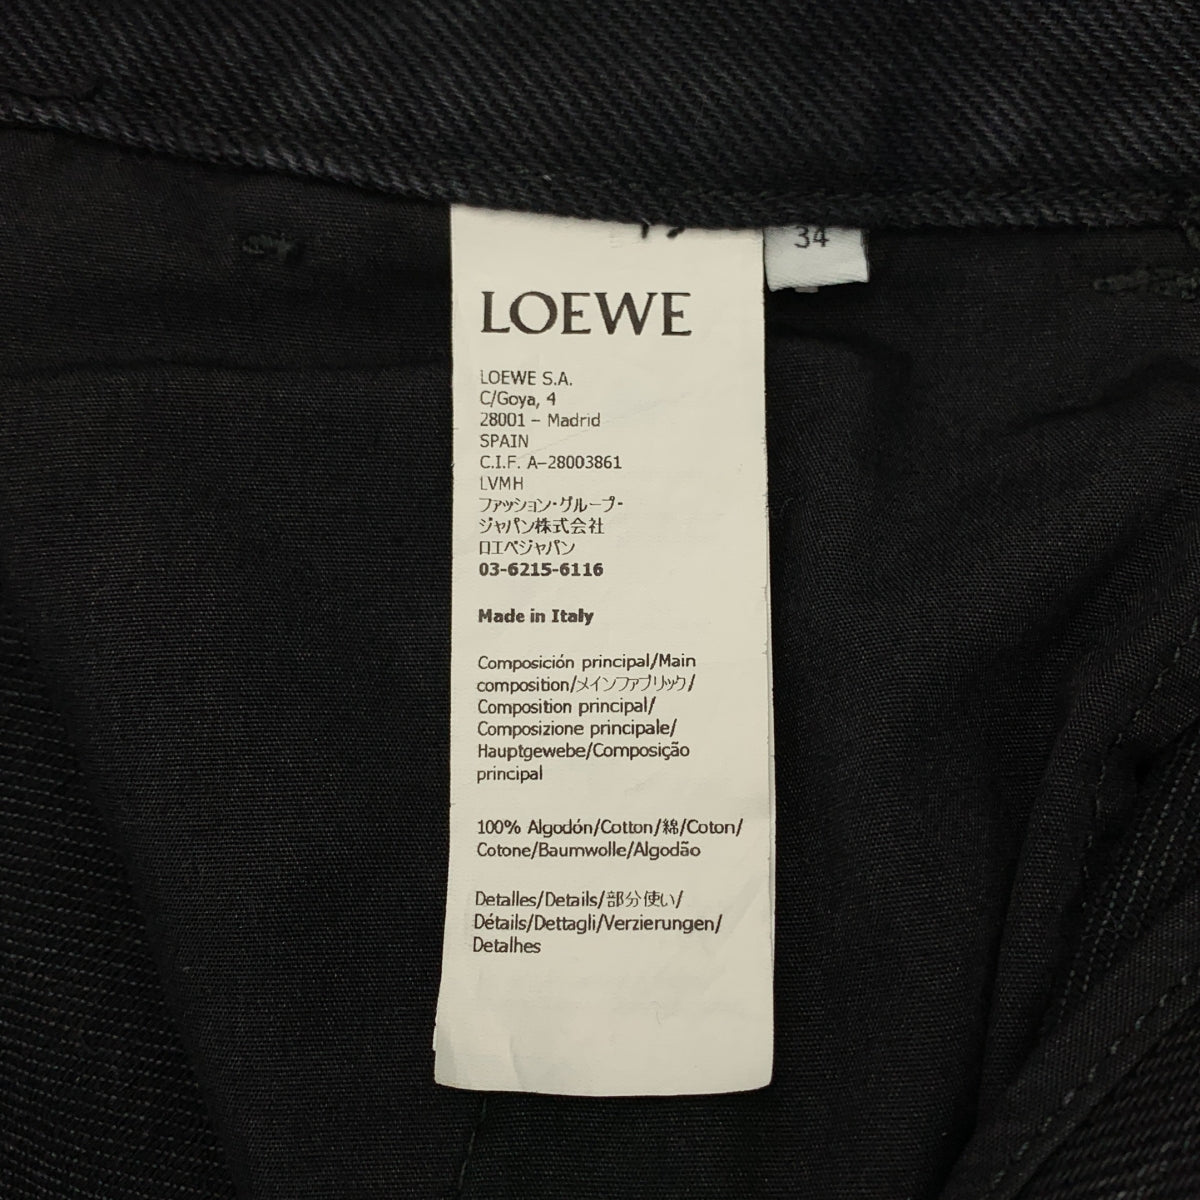 34
LOEWE
LOEWE S.A.
C/Goya, 4
28001 – Madrid
SPAIN
C.I.F. A–28003861
LVMH
ファッション・グループ・
ジャパン株式会社
ロエベジャパン
03-6215-6116
Made in Italy
Composición principal/Main
composition/メインファブリック/
Composition principal/
Composizione principale/
Hauptgewebe/Composição
principal
100% Algodón/Cotton/綿/Coton/
Cotone/Baumwolle/Algodão
Detalles/Details/部分使い/
Détails/Dettagli/Verzierungen/
Detalhes